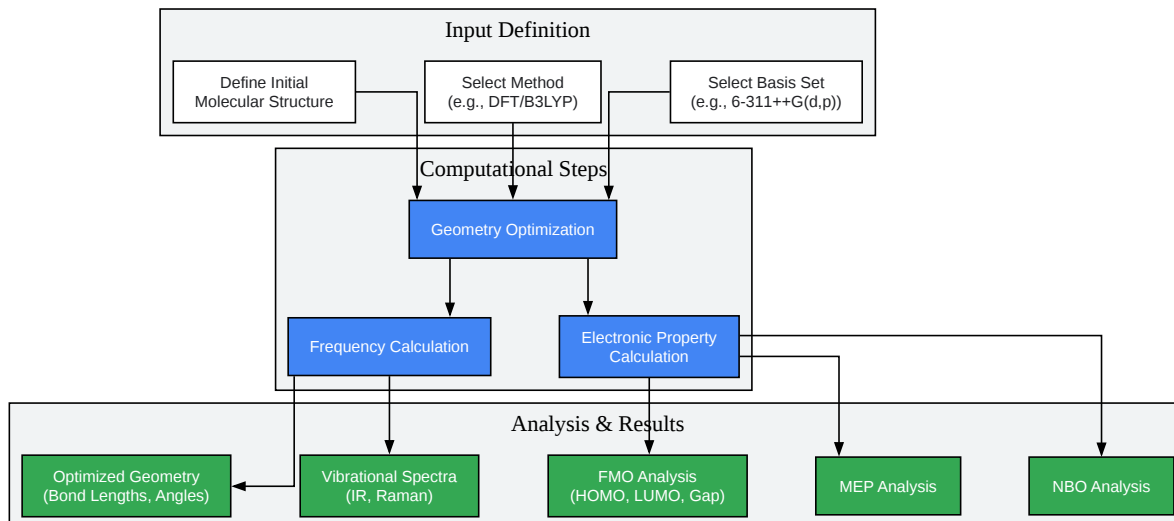 Input Definition
Define Initial
Molecular Structure
Select Method
(e.g., DFT/B3LYP)
Select Basis Set
(e.g., 6-311++G(d,p))
Computational Steps
Geometry Optimization
Frequency Calculation
Electronic Property
Calculation
Analysis & Results
Optimized Geometry
(Bond Lengths, Angles)
Vibrational Spectra
(IR, Raman)
FMO Analysis
(HOMO, LUMO, Gap)
MEP Analysis
NBO Analysis